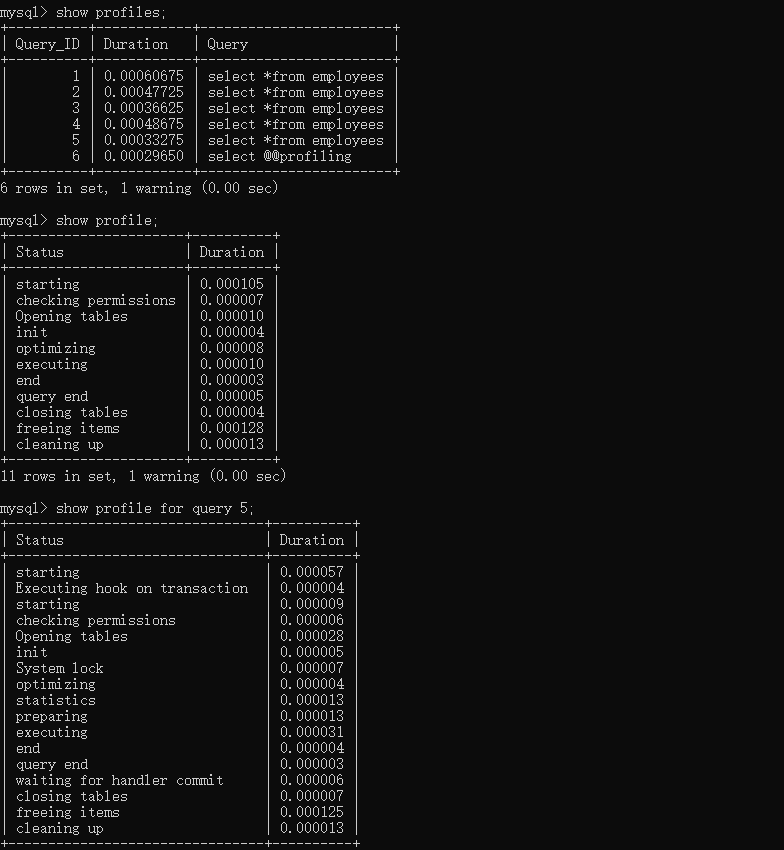 mysql> show profiles;
+----------+------------+-----------------------+
| Query_ID | Duration   | Query                 |
+----------+------------+-----------------------+
|        1 | 0.00060675 | select *from employees |
|        2 | 0.00047725 | select *from employees |
|        3 | 0.00036625 | select *from employees |
|        4 | 0.00048675 | select *from employees |
|        5 | 0.00033275 | select *from employees |
|        6 | 0.00029650 | select @@profiling     |
+----------+------------+-----------------------+
6 rows in set, 1 warning (0.00 sec)
mysql> show profile;
+----------------------+----------+
| Status               | Duration |
+----------------------+----------+
| starting             | 0.000105 |
| checking permissions | 0.000007 |
| Opening tables       | 0.000010 |
| init                 | 0.000004 |
| optimizing           | 0.000008 |
| executing            | 0.000010 |
| end                  | 0.000003 |
| query end            | 0.000005 |
| closing tables       | 0.000004 |
| freeing items        | 0.000128 |
| cleaning up          | 0.000013 |
+----------------------+----------+
11 rows in set, 1 warning (0.00 sec)
mysql> show profile for query 5;
+--------------------------------+----------+
| Status                         | Duration |
+--------------------------------+----------+
| starting                       | 0.000057 |
| Executing hook on transaction  | 0.000004 |
| starting                       | 0.000009 |
| checking permissions           | 0.000006 |
| Opening tables                 | 0.000028 |
| init                           | 0.000005 |
| System lock                    | 0.000007 |
| optimizing                     | 0.000004 |
| statistics                     | 0.000013 |
| preparing                      | 0.000013 |
| executing                      | 0.000031 |
| end                            | 0.000004 |
| query end                      | 0.000003 |
| waiting for handler commit     | 0.000006 |
| closing tables                 | 0.000007 |
| freeing items                  | 0.000125 |
| cleaning up                    | 0.000013 |
+--------------------------------+----------+